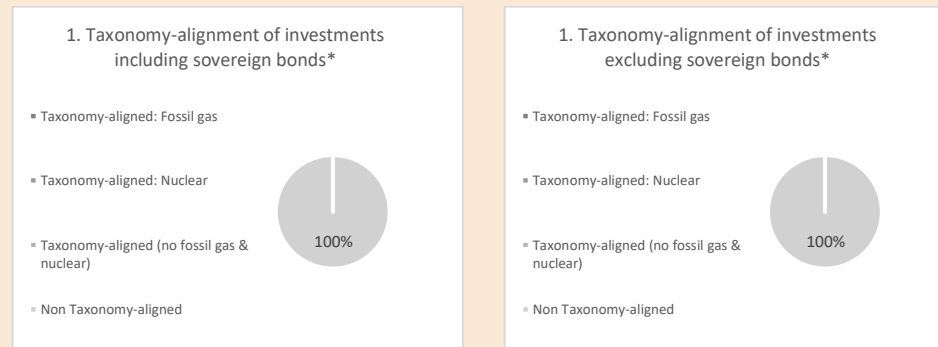 1. Taxonomy-alignment of investments
including sovereign bonds*
Taxonomy-aligned: Fossil gas
Taxonomy-aligned: Nuclear
Taxonomy-aligned (no fossil gas &
nuclear)
Non Taxonomy-aligned
100%
1. Taxonomy-alignment of investments
excluding sovereign bonds*
Taxonomy-aligned: Fossil gas
Taxonomy-aligned: Nuclear
Taxonomy-aligned (no fossil gas &
nuclear)
Non Taxonomy-aligned
100%